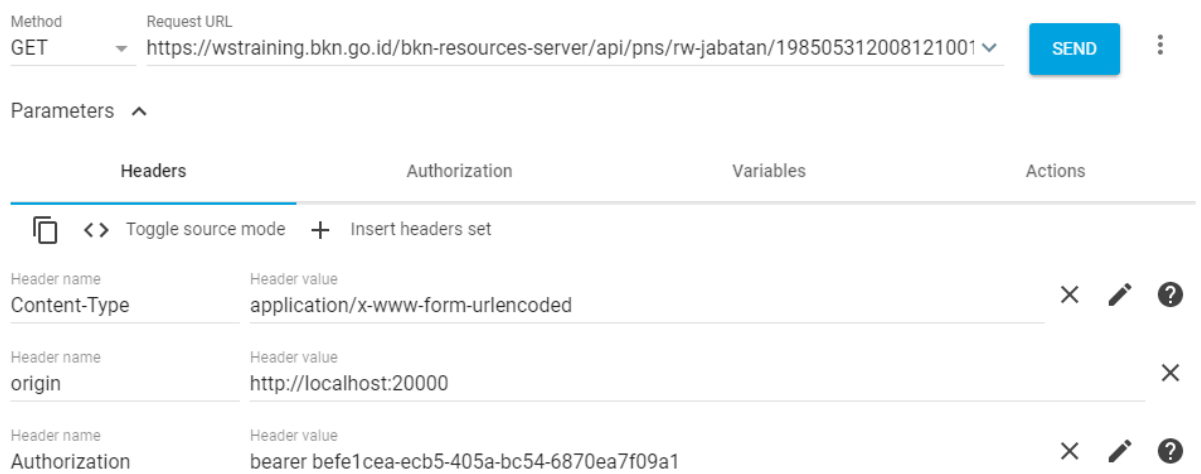 Method Request URL
GET https://wstraining.bkn.go.id/bkn-resources-server/api/pns/rw-jabatan/198505312008121001 SEND
Parameters
Headers Authorization Variables Actions
Toggle source mode Insert headers set
Header name Header value
Content-Type application/x-www-form-urlencoded
Header name Header value
origin http://localhost:20000
Header name Header value
Authorization bearer befe1cea-ecb5-405a-bc54-6870ea7f09a1